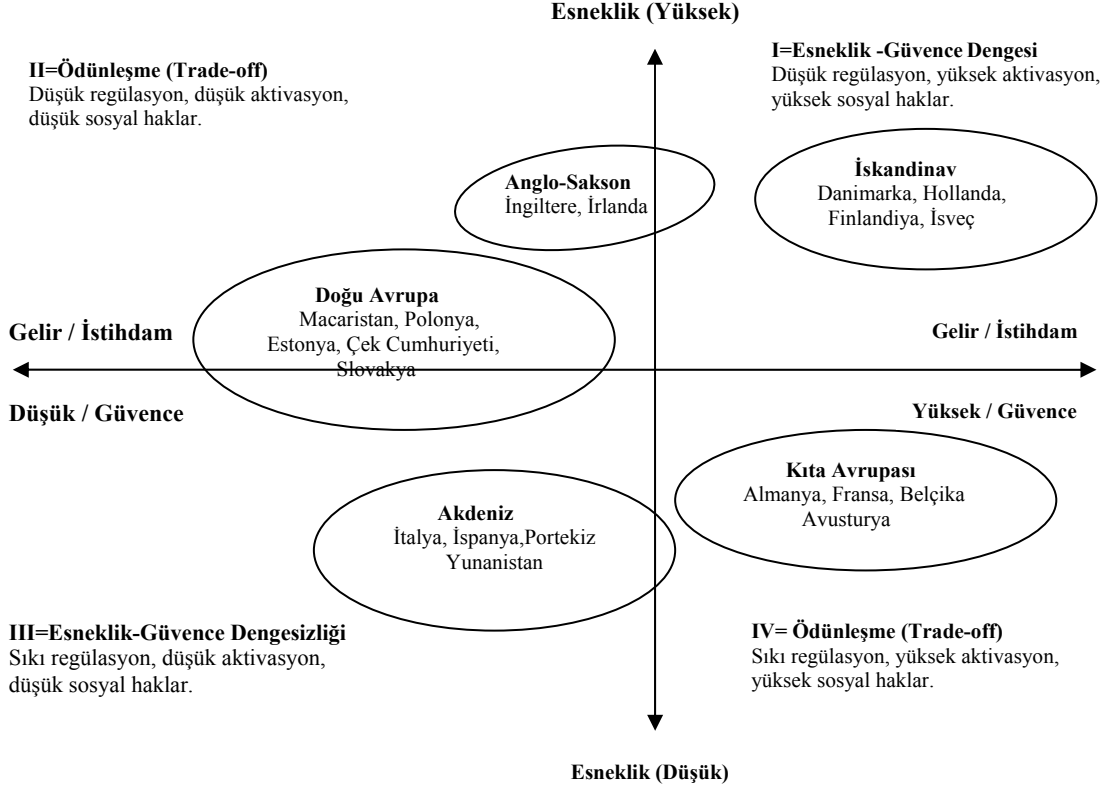 Esneklik (Yüksek)
II=Ödünleşme (Trade-off)
Düşük regülasyon, düşük aktivasyon,
düşük sosyal haklar.
I=Esneklik -Güvence Dengesi
Düşük regülasyon, yüksek aktivasyon,
yüksek sosyal haklar.
Anglo-Sakson
İngiltere, İrlanda
İskandinav
Danimarka, Hollanda,
Finlandiya, İsveç
Doğu Avrupa
Macaristan, Polonya,
Estonya, Çek Cumhuriyeti,
Slovakya
Gelir / İstihdam
Gelir / İstihdam
Düşük / Güvence
Yüksek / Güvence
Kıta Avrupası
Almanya, Fransa, Belçika
Avusturya
Akdeniz
İtalya, İspanya,Portekiz
Yunanistan
III=Esneklik-Güvence Dengesizliği
Sıkı regülasyon, düşük aktivasyon,
düşük sosyal haklar.
IV= Ödünleşme (Trade-off)
Sıkı regülasyon, yüksek aktivasyon,
yüksek sosyal haklar.
Esneklik (Düşük)